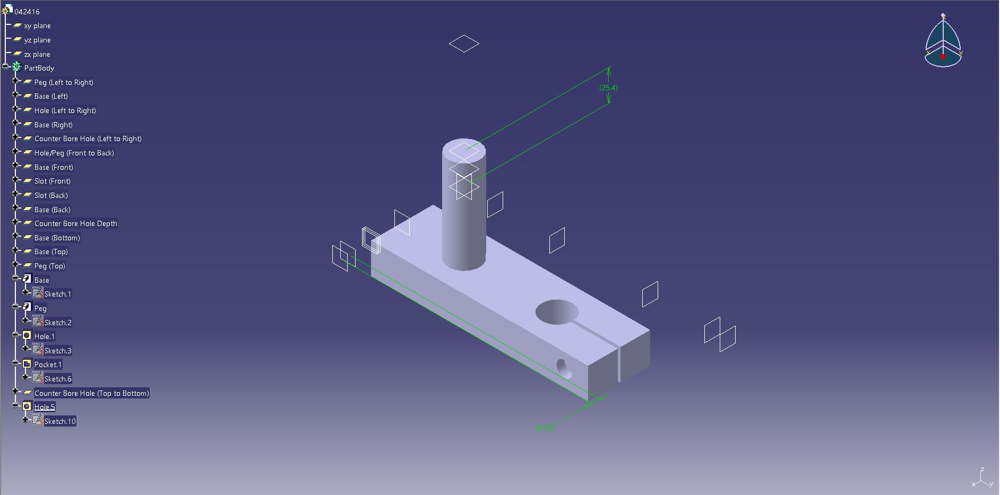 042416
xy plane
yz plane
zx plane
PartBody
Peg (Left to Right)
Base (Left)
Hole (Left to Right)
Base (Right)
Counter Bore Hole (Left to Right)
Hole/Peg (Front to Back)
Base (Front)
Slot (Front)
Slot (Back)
Base (Back)
Counter Bore Hole Depth
Base (Bottom)
Base (Top)
Peg (Top)
Base
Sketch.1
Peg
Sketch.2
Hole.1
Sketch.3
Pocket.1
Sketch.6
Counter Bore Hole (Top to Bottom)
Hole.5
Sketch.10
(25.4)
(6.35)
z
x y
z
x y